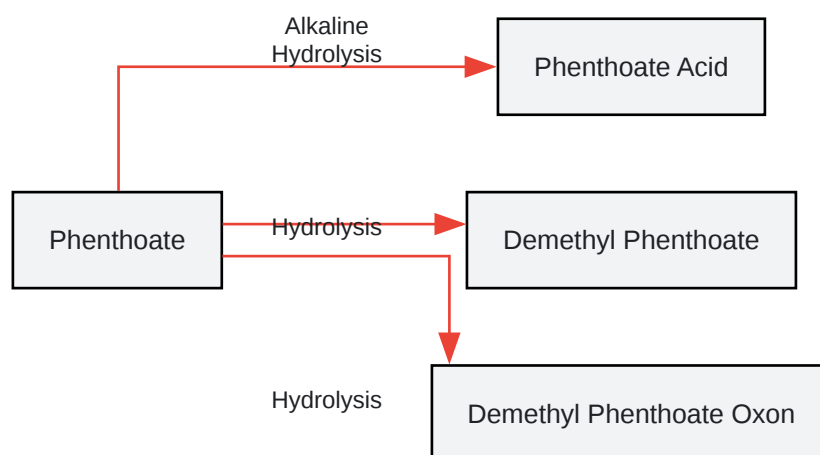 Alkaline
Hydrolysis
Phenthoate Acid
Phenthoate
Hydrolysis
Demethyl Phenthoate
Hydrolysis
Demethyl Phenthoate Oxon